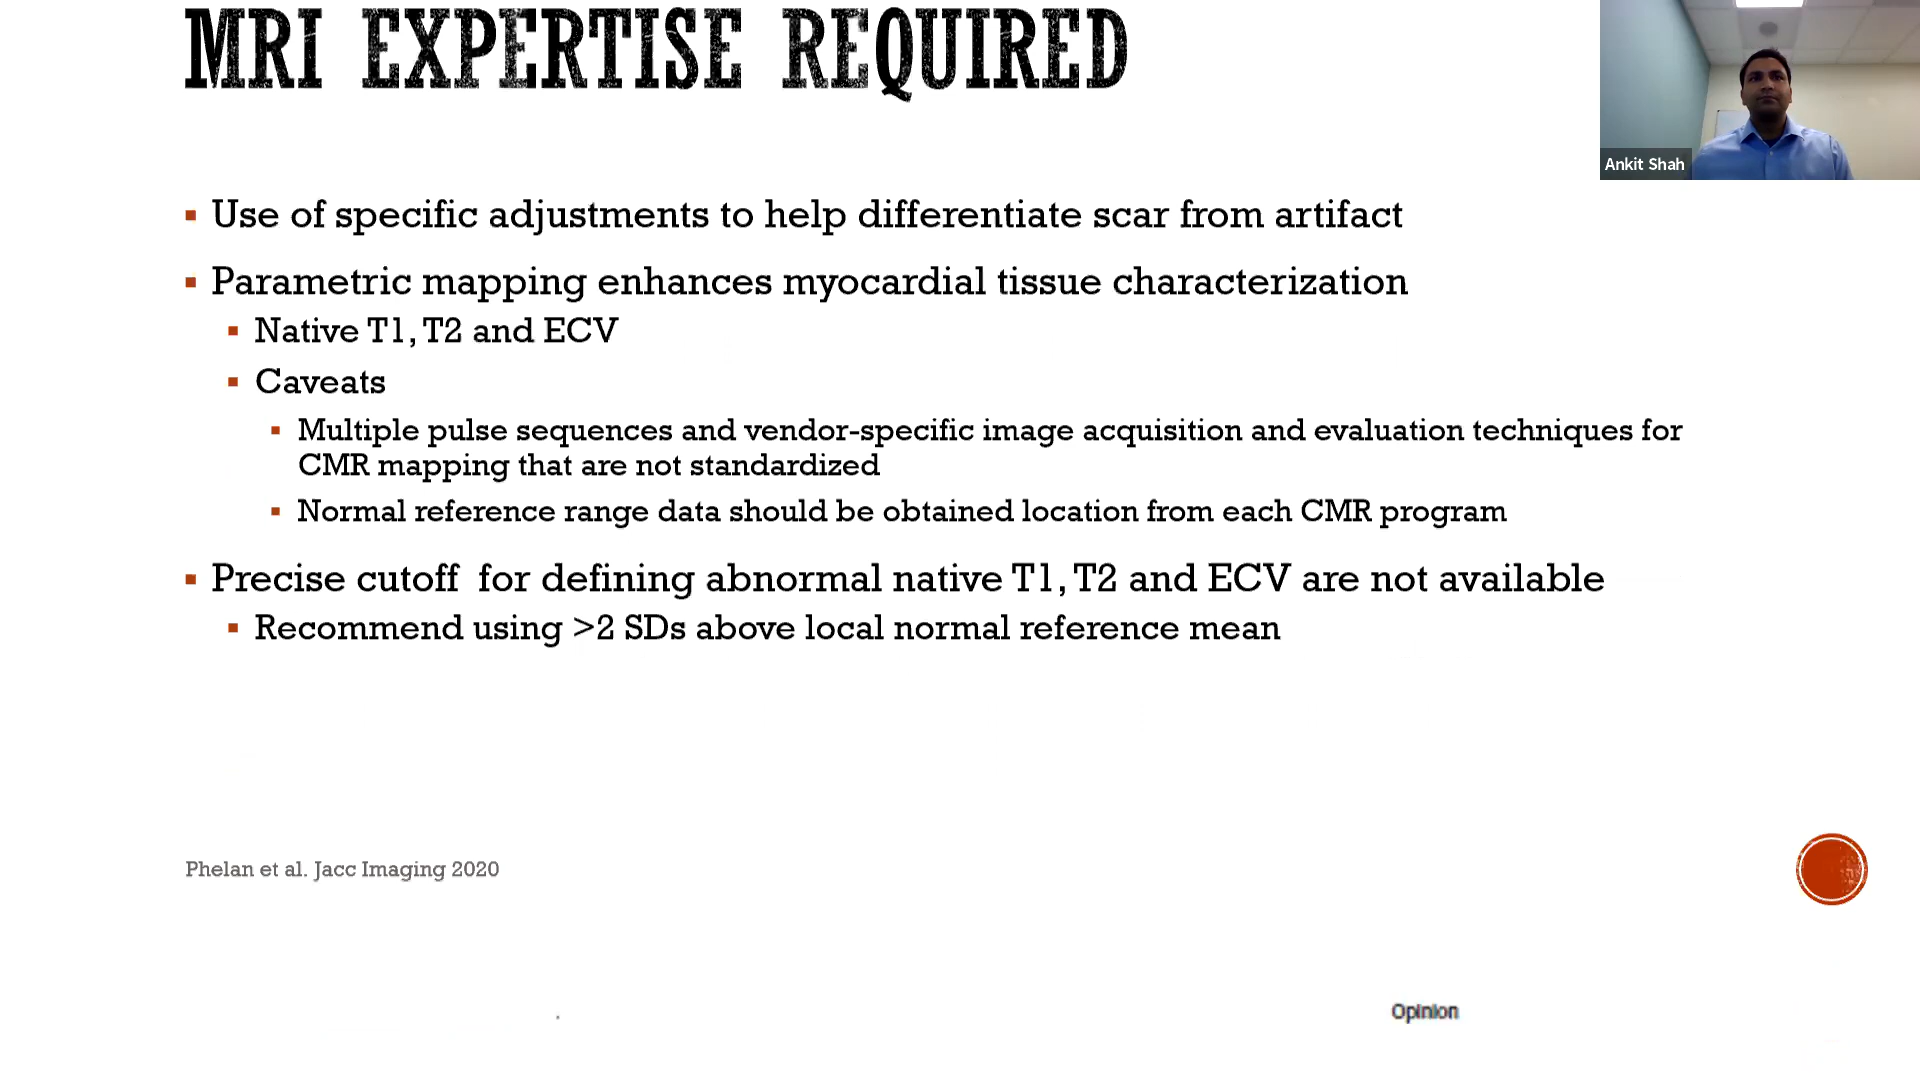 MRI EXPERTISE REQUIRED
Ankit Shah
Use of specific adjustments to help differentiate scar from artifact
Parametric mapping enhances myocardial tissue characterization
Native T1, T2 and ECV
Caveats
Multiple pulse sequences and vendor-specific image acquisition and evaluation techniques for
CMR mapping that are not standardized
Normal reference range data should be obtained location from each CMR program
Precise cutoff for defining abnormal native T1, T2 and ECV are not available
Recommend using >2 SDs above local normal reference mean
Phelan et al. Jacc Imaging 2020
Opinion